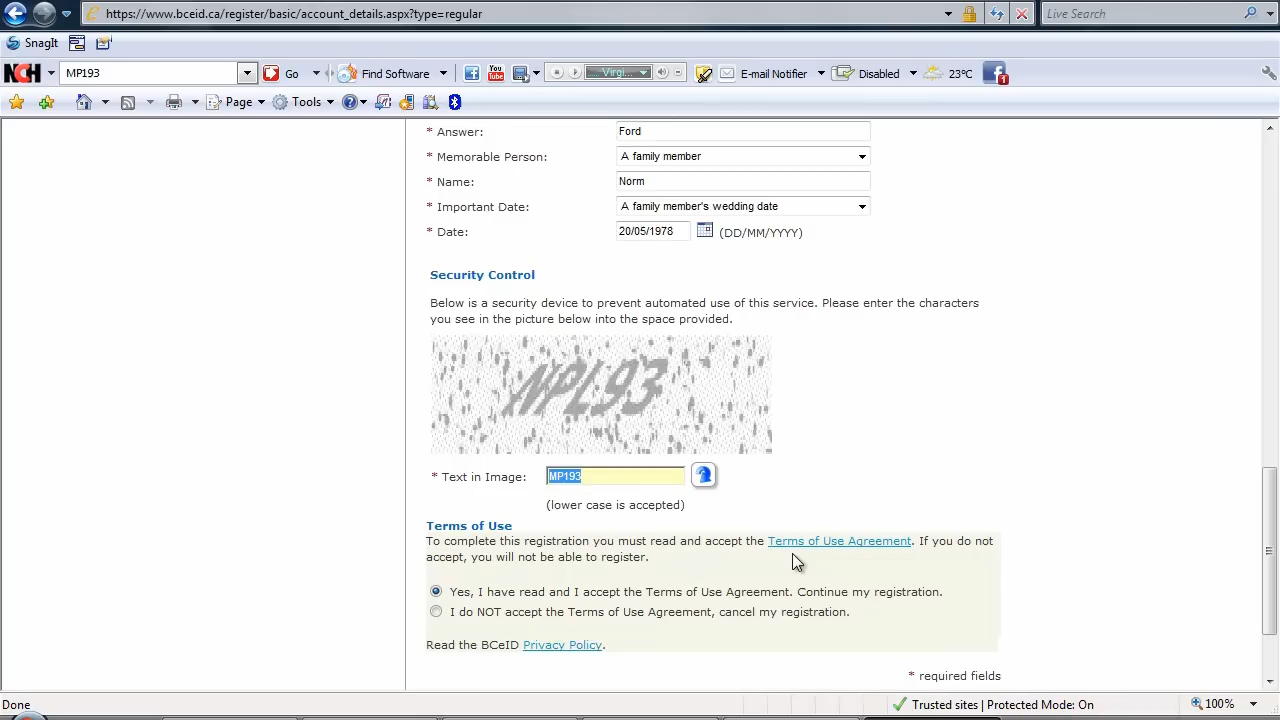 https://www.bceid.ca/register/basic/account_details.aspx?type=regular
Live Search
SnagIt
NCH MP193 Go Find Software You Tube Virgi... E-mail Notifier Disabled 23°C 1
Page Tools
* Answer: Ford
* Memorable Person: A family member
* Name: Norm
* Important Date: A family member's wedding date
* Date: 20/05/1978 (DD/MM/YYYY)
Security Control
Below is a security device to prevent automated use of this service. Please enter the characters
you see in the picture below into the space provided.
NPL93
* Text in Image: MP193
(lower case is accepted)
Terms of Use
To complete this registration you must read and accept the Terms of Use Agreement. If you do not
accept, you will not be able to register.
Yes, I have read and I accept the Terms of Use Agreement. Continue my registration.
I do NOT accept the Terms of Use Agreement, cancel my registration.
Read the BCeID Privacy Policy.
* required fields
Done Trusted sites | Protected Mode: On 100%